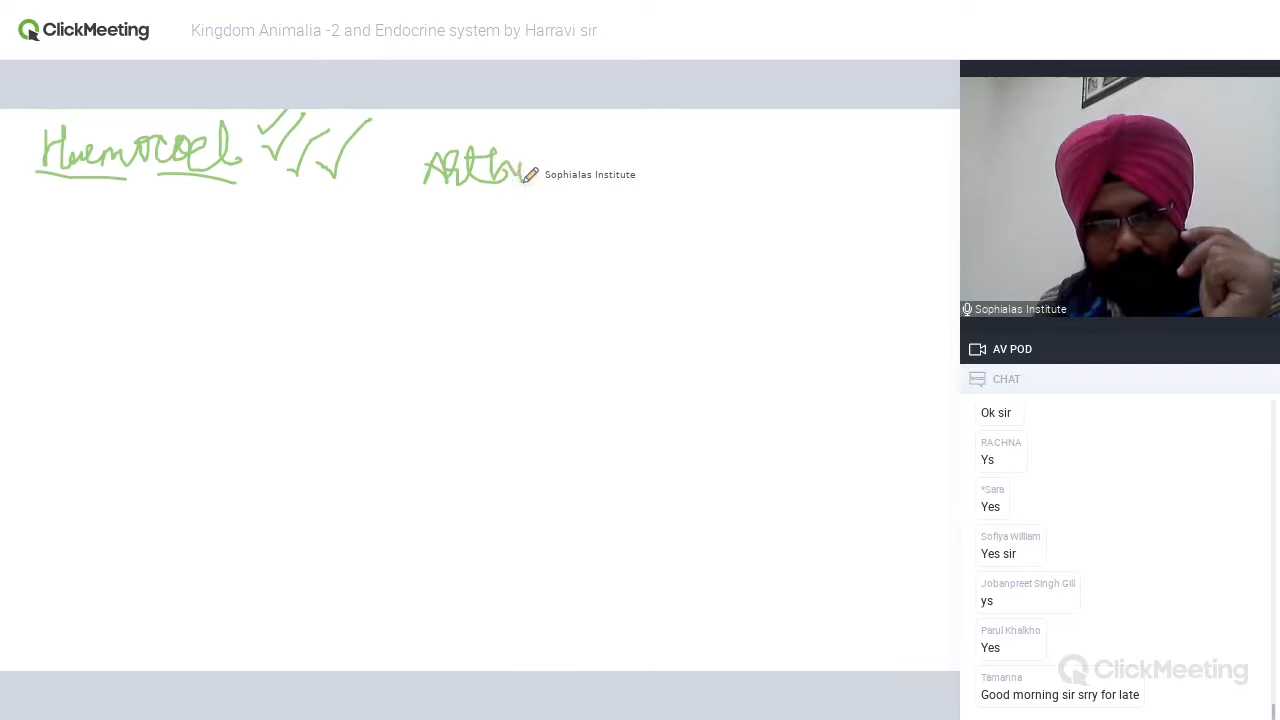 ClickMeeting
Kingdom Animalia -2 and Endocrine system by Harravi sir
Haemocoel
Arth
Sophialas Institute
Sophialas Institute
AV POD
CHAT
Ok sir
RACHNA
Ys
*Sara
Yes
Sofiya William
Yes sir
Jobanpreet Singh Gill
ys
Parul Khalkho
Yes
Tamanna
Good morning sir srry for late
ClickMeeting